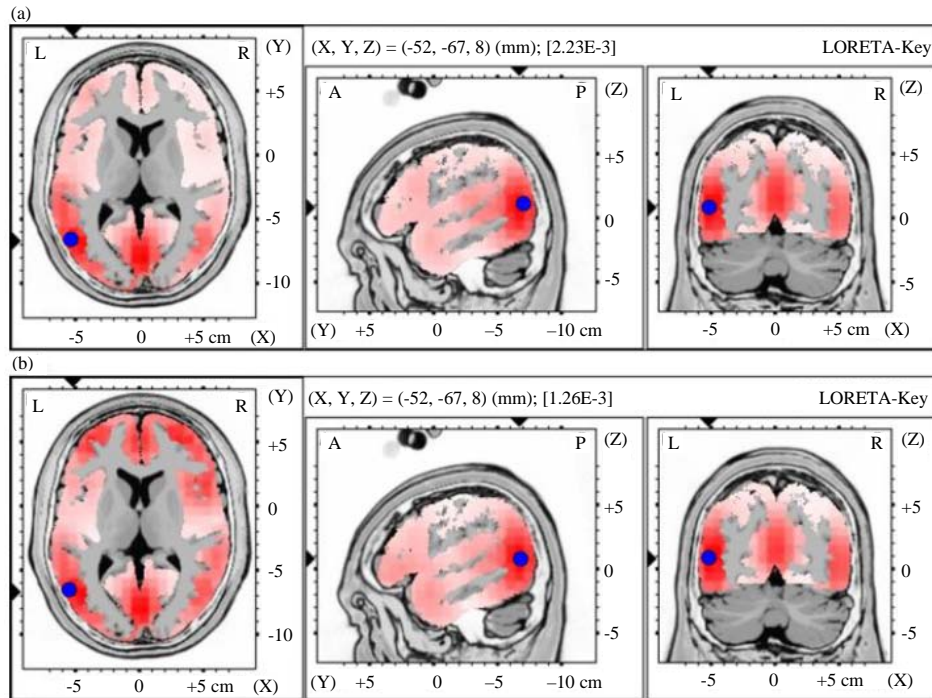 (a)
(X, Y, Z) = (-52, -67, 8) (mm); [2.23E-3] LORETA-Key
L R (Y)
+5
0
-5
-10
-5 0 +5 cm (X)
A P (Z)
+5
0
-5
(Y) +5 0 –5 –10 cm
L R (Z)
+5
0
-5
-5 0 +5 cm (X)
(b)
(X, Y, Z) = (-52, -67, 8) (mm); [1.26E-3] LORETA-Key
L R (Y)
+5
0
-5
-10
-5 0 +5 cm (X)
A P (Z)
+5
0
-5
(Y) +5 0 –5 –10 cm
L R (Z)
+5
0
-5
-5 0 +5 cm (X)